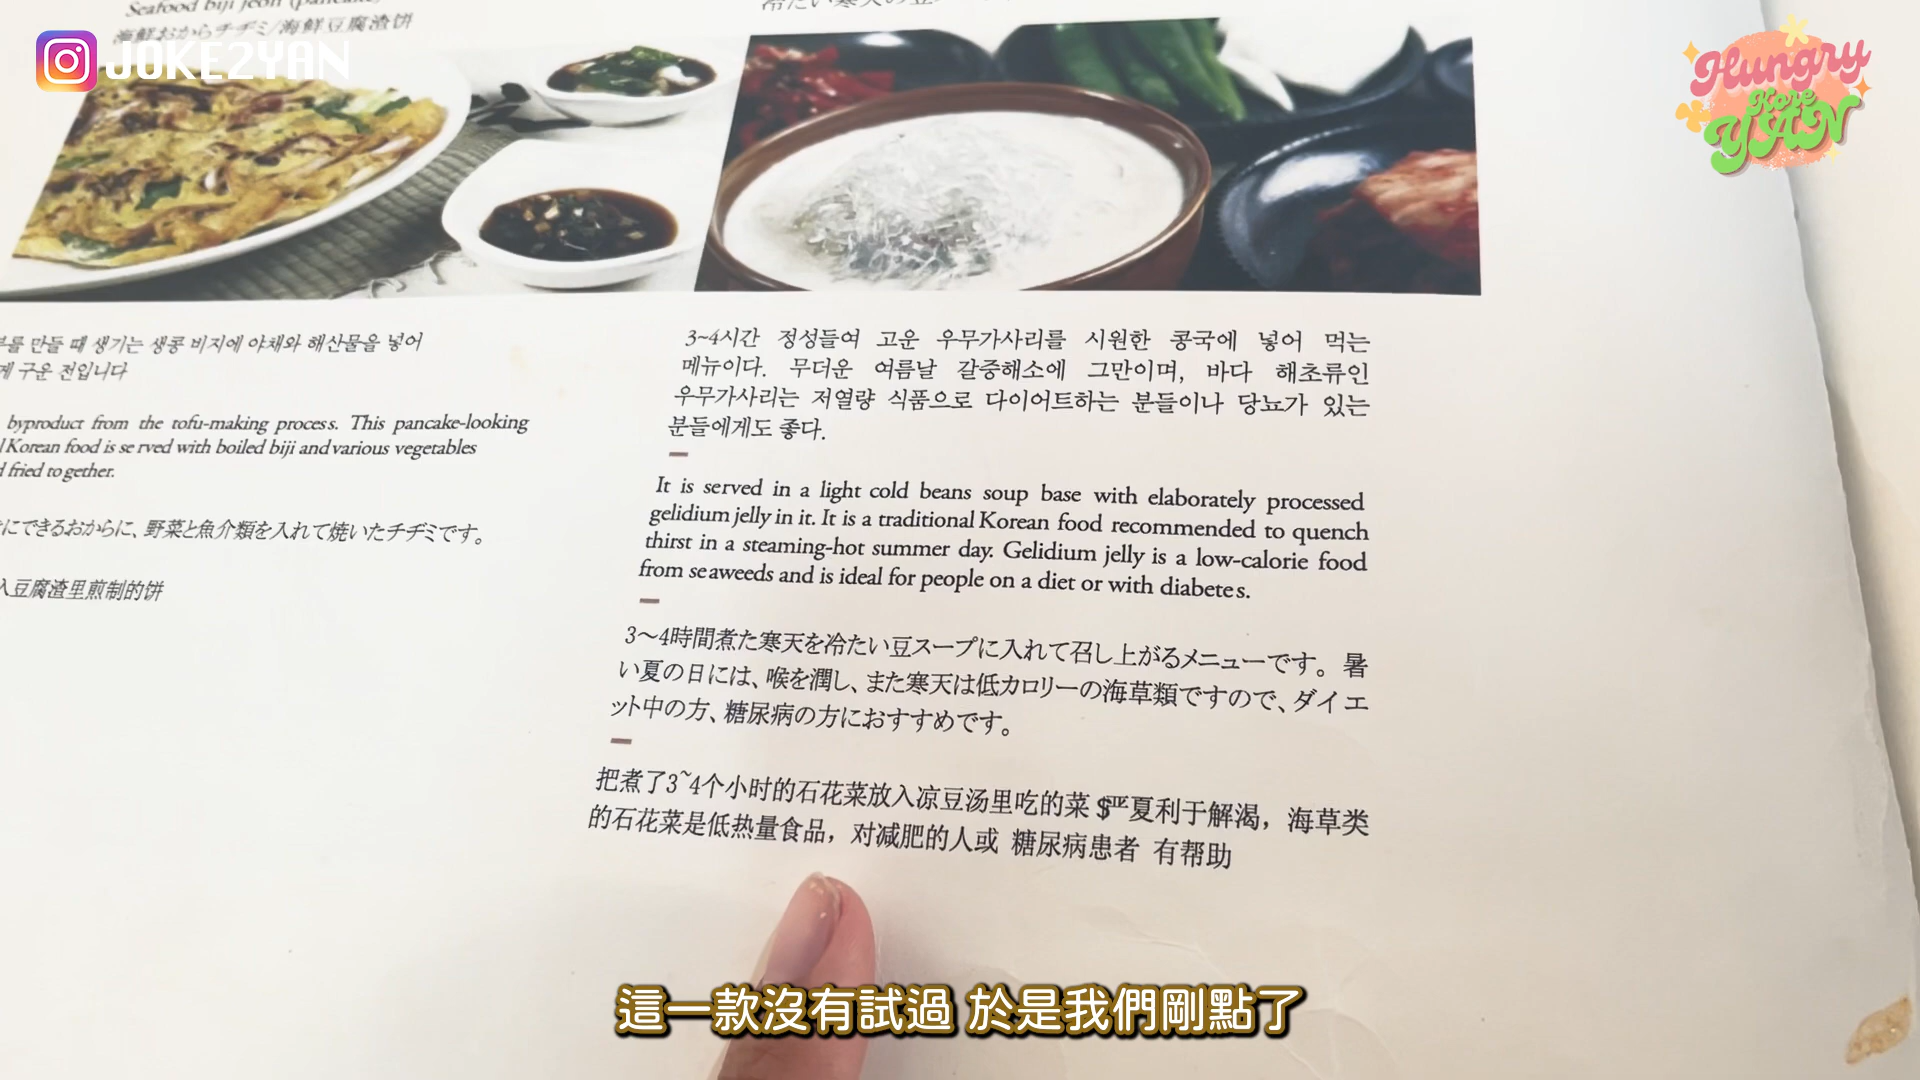 JOKE2YAN
Hungry
Kore
YAN
Seafood biji jeon (pancake)
海鮮おからチヂミ/海鲜豆腐渣饼
만들 때 생기는 생콩 비지에 야채와 해산물을 넣어
구운 전입니다
byproduct from the tofu-making process. This pancake-looking
Korean food is served with boiled biji and various vegetables
fried together.
にできるおからに、野菜と魚介類を入れて焼いたチヂミです。
入豆腐渣里煎制的饼
3~4시간 정성들여 고운 우무가사리를 시원한 콩국에 넣어 먹는
메뉴이다. 무더운 여름날 갈증해소에 그만이며, 바다 해초류인
우무가사리는 저열량 식품으로 다이어트하는 분들이나 당뇨가 있는
분들에게도 좋다.
It is served in a light cold beans soup base with elaborately processed
gelidium jelly in it. It is a traditional Korean food recommended to quench
thirst in a steaming-hot summer day. Gelidium jelly is a low-calorie food
from seaweeds and is ideal for people on a diet or with diabetes.
3～4時間煮た寒天を冷たい豆スープに入れて召し上がるメニューです。暑
い夏の日には、喉を潤し、また寒天は低カロリーの海草類ですので、ダイエ
ット中の方、糖尿病の方におすすめです。
把煮了3~4个小时的石花菜放入凉豆汤里吃的菜 $严夏利于解渴，海草类
的石花菜是低热量食品，对减肥的人或 糖尿病患者 有帮助
這一款沒有試過 於是我們剛點了